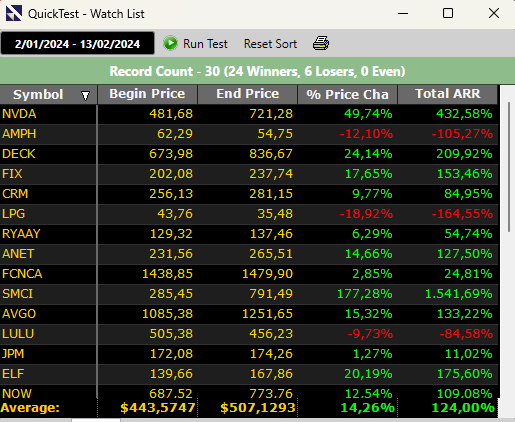 QuickTest - Watch List
2/01/2024 - 13/02/2024 Run Test Reset Sort
Record Count - 30 (24 Winners, 6 Losers, 0 Even)
Symbol Begin Price End Price % Price Cha Total ARR
NVDA 481,68 721,28 49,74% 432,58%
AMPH 62,29 54,75 -12,10% -105,27%
DECK 673,98 836,67 24,14% 209,92%
FIX 202,08 237,74 17,65% 153,46%
CRM 256,13 281,15 9,77% 84,95%
LPG 43,76 35,48 -18,92% -164,55%
RYAAY 129,32 137,46 6,29% 54,74%
ANET 231,56 265,51 14,66% 127,50%
FCNCA 1438,85 1479,90 2,85% 24,81%
SMCI 285,45 791,49 177,28% 1.541,69%
AVGO 1085,38 1251,65 15,32% 133,22%
LULU 505,38 456,23 -9,73% -84,58%
JPM 172,08 174,26 1,27% 11,02%
ELF 139,66 167,86 20,19% 175,60%
NOW 687,52 773,76 12,54% 109,08%
Average: $443,5747 $507,1293 14,26% 124,00%